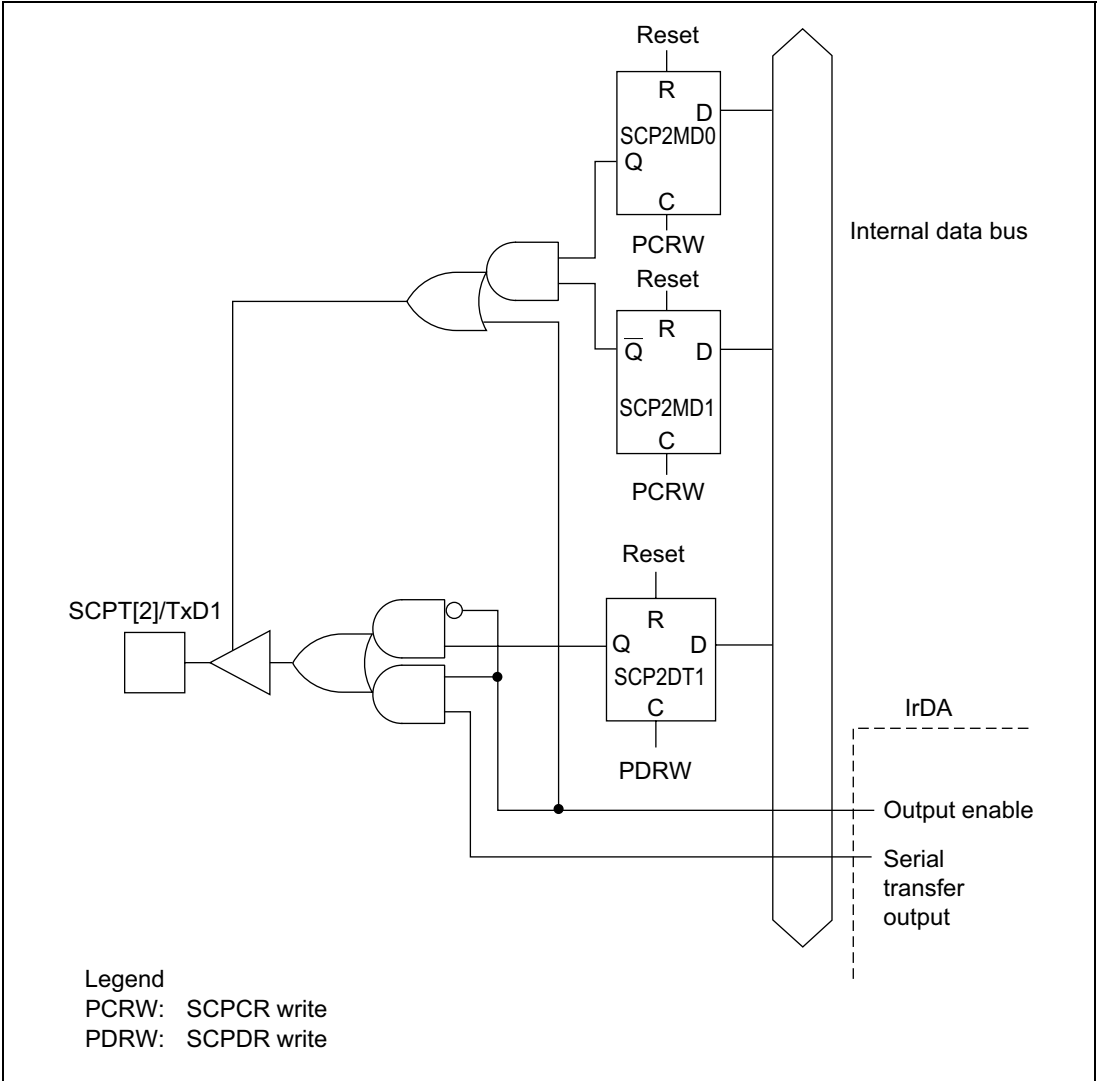 Reset
R
D
SCP2MD0
Q
C
PCRW
Internal data bus
Reset
R
Q̅
D
SCP2MD1
C
PCRW
Reset
SCPT[2]/TxD1
R
Q
D
SCP2DT1
C
IrDA
PDRW
Output enable
Serial
transfer
output
Legend
PCRW: SCPCR write
PDRW: SCPDR write